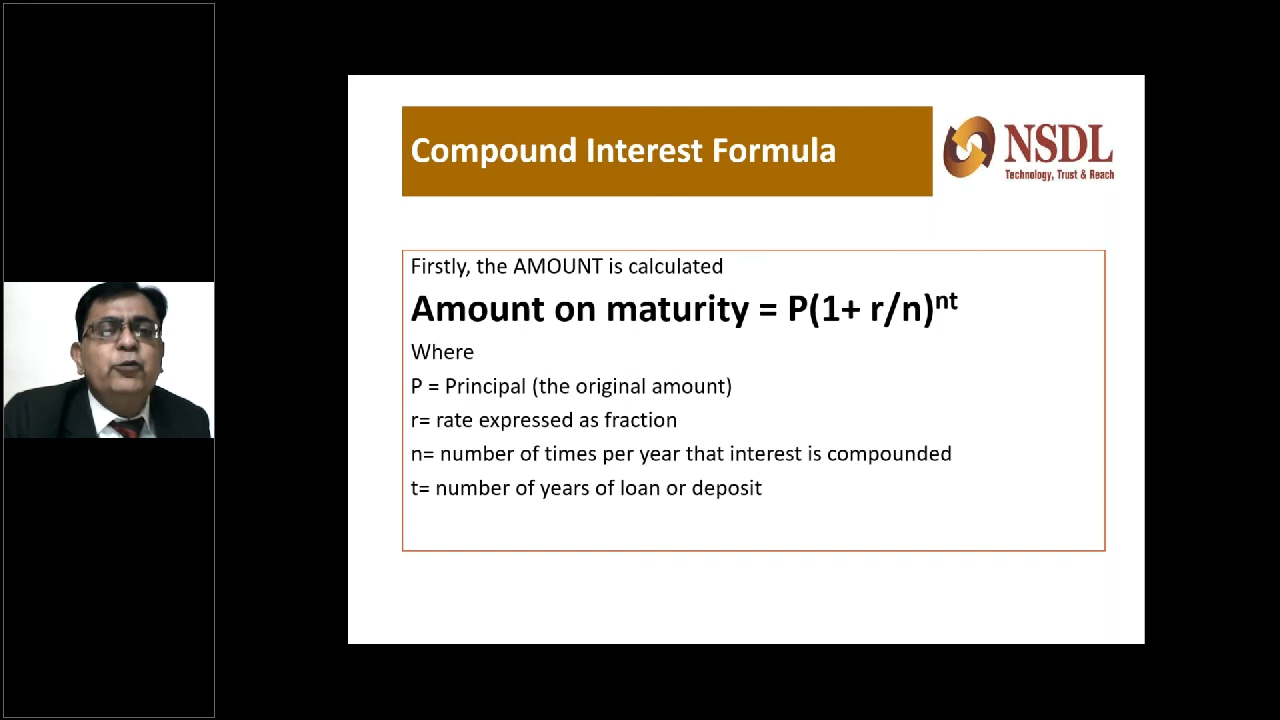 Compound Interest Formula
NSDL
Technology, Trust & Reach
Firstly, the AMOUNT is calculated
Amount on maturity = P(1+ r/n)ⁿᵗ
Where
P = Principal (the original amount)
r= rate expressed as fraction
n= number of times per year that interest is compounded
t= number of years of loan or deposit